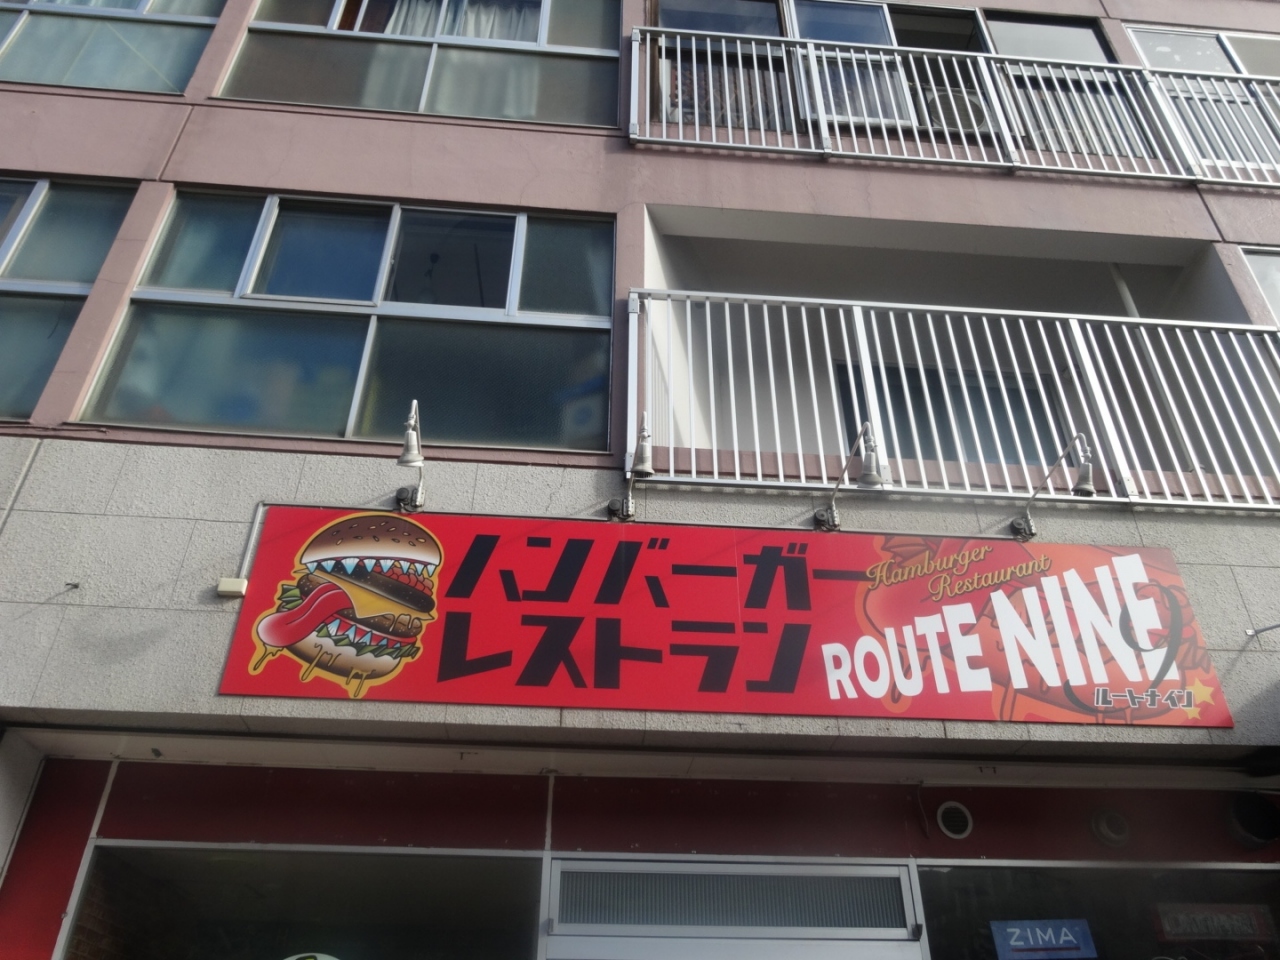 ハンバーガー
レストラン
Hamburger
Restaurant
ROUTE NINE
9
ルートナイン
ZIMA